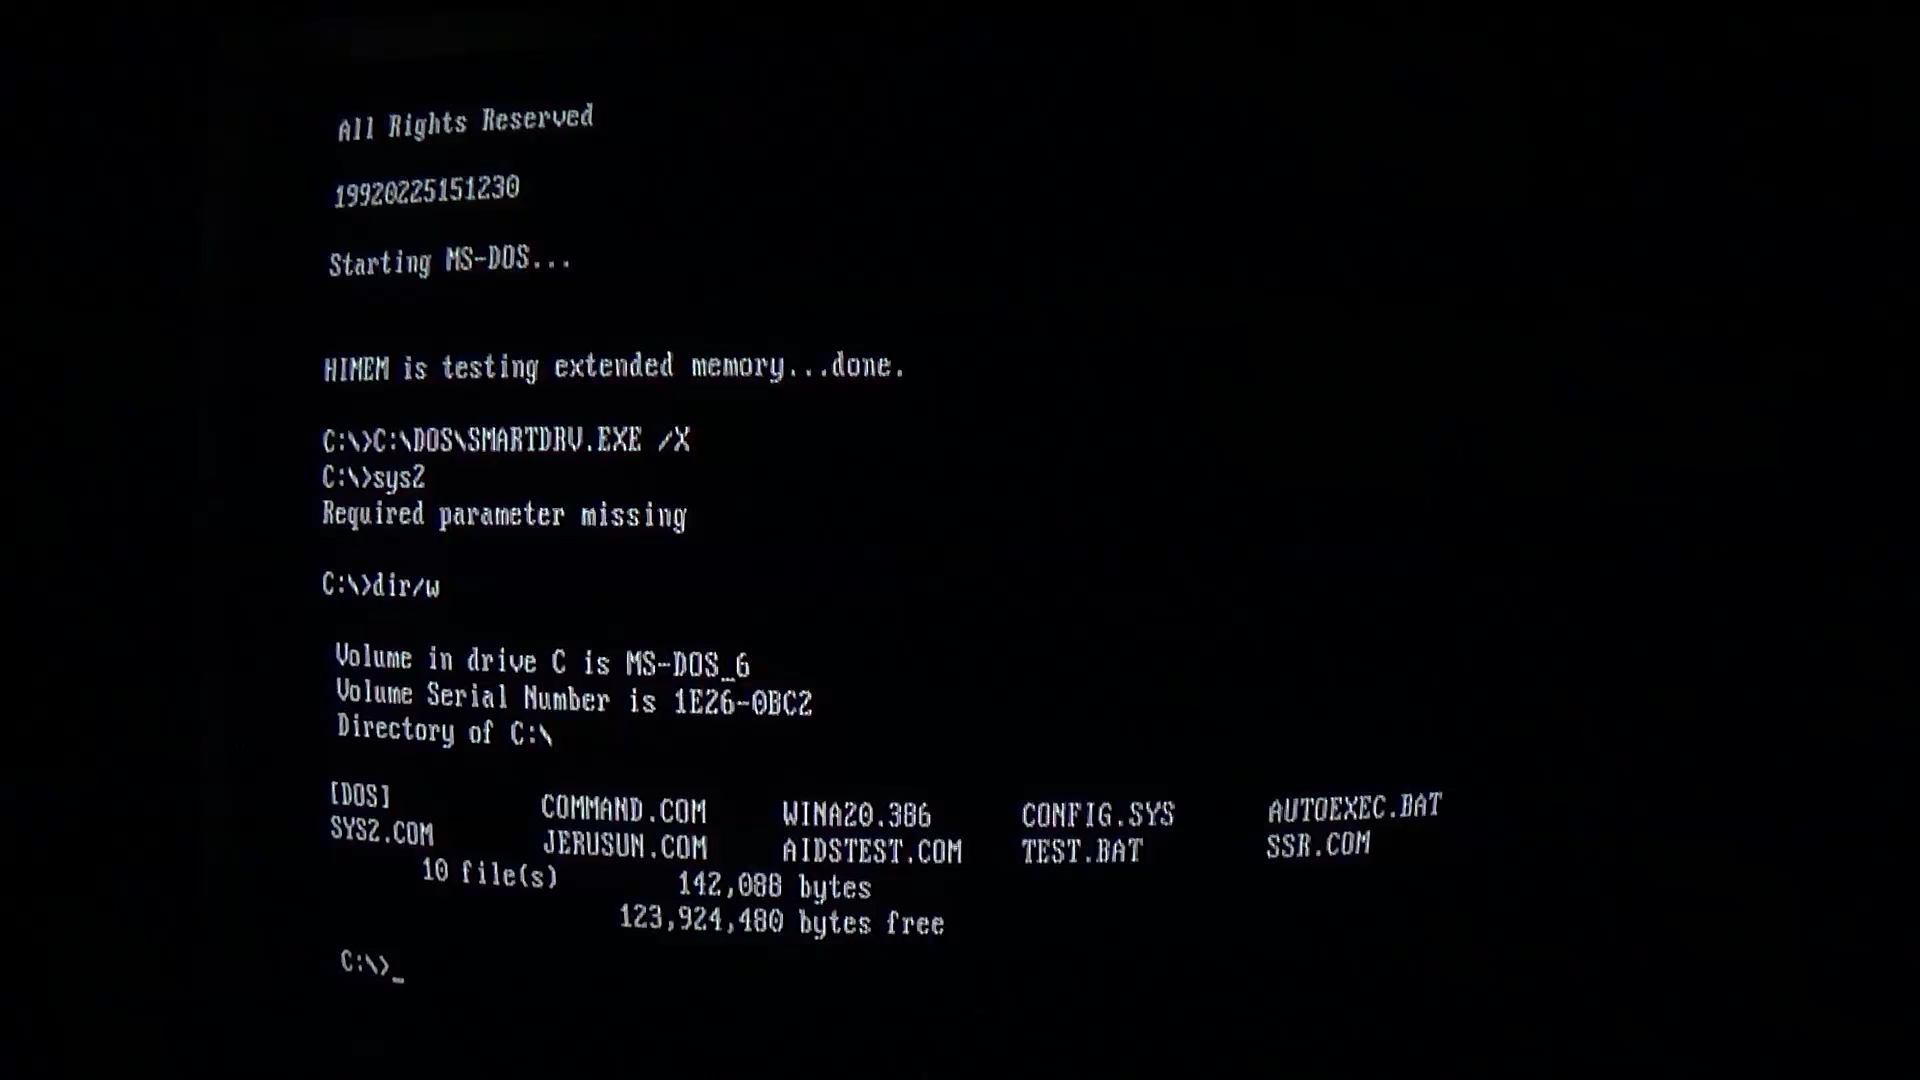 All Rights Reserved
19920225151230
Starting MS-DOS...
HIMEM is testing extended memory...done.
C:\>C:\DOS\SMARTDRV.EXE /X
C:\>sys2
Required parameter missing
C:\>dir/w
Volume in drive C is MS-DOS_6
Volume Serial Number is 1E26-0BC2
Directory of C:\
[DOS] COMMAND.COM WINA20.386 CONFIG.SYS AUTOEXEC.BAT
SYS2.COM JERUSUN.COM AIDSTEST.COM TEST.BAT SSR.COM
10 file(s) 142,088 bytes
123,924,480 bytes free
C:\>_